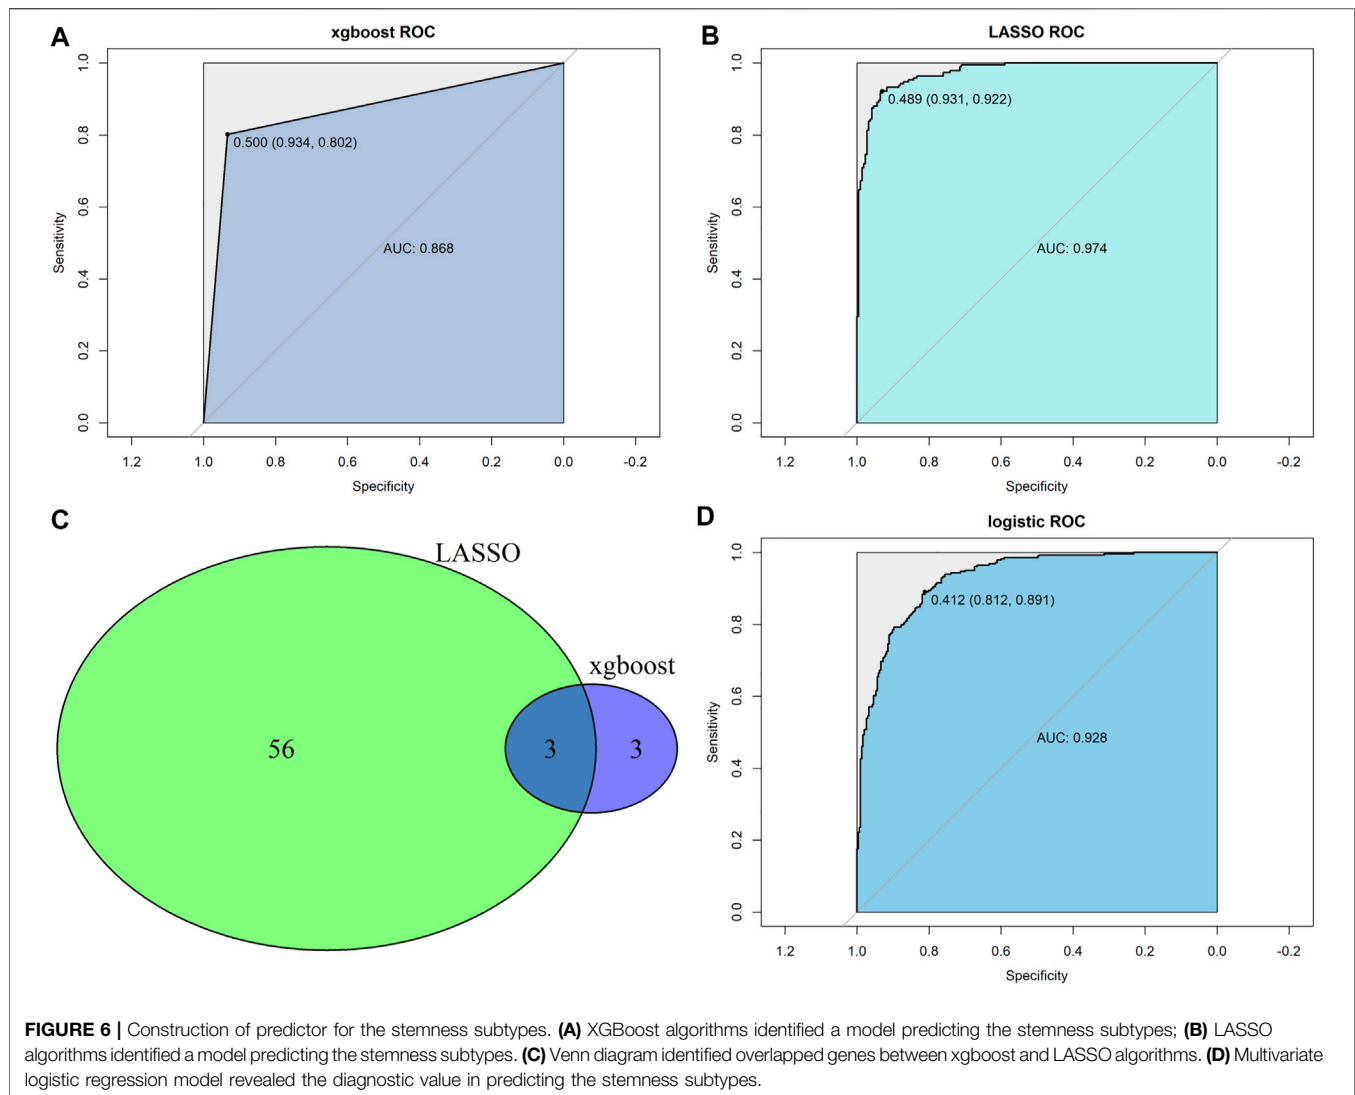 A
xgboost ROC
1.0
0.8
0.6
0.4
0.2
0.0
Sensitivity
0.500 (0.934, 0.802)
AUC: 0.868
1.2 1.0 0.8 0.6 0.4 0.2 0.0 -0.2
Specificity
B
LASSO ROC
1.0
0.8
0.6
0.4
0.2
0.0
Sensitivity
0.489 (0.931, 0.922)
AUC: 0.974
1.2 1.0 0.8 0.6 0.4 0.2 0.0 -0.2
Specificity
C
LASSO
xgboost
56 3 3
D
logistic ROC
1.0
0.8
0.6
0.4
0.2
0.0
Sensitivity
0.412 (0.812, 0.891)
AUC: 0.928
1.2 1.0 0.8 0.6 0.4 0.2 0.0 -0.2
Specificity
FIGURE 6 | Construction of predictor for the stemness subtypes. (A) XGBoost algorithms identified a model predicting the stemness subtypes; (B) LASSO
algorithms identified a model predicting the stemness subtypes. (C) Venn diagram identified overlapped genes between xgboost and LASSO algorithms. (D) Multivariate
logistic regression model revealed the diagnostic value in predicting the stemness subtypes.